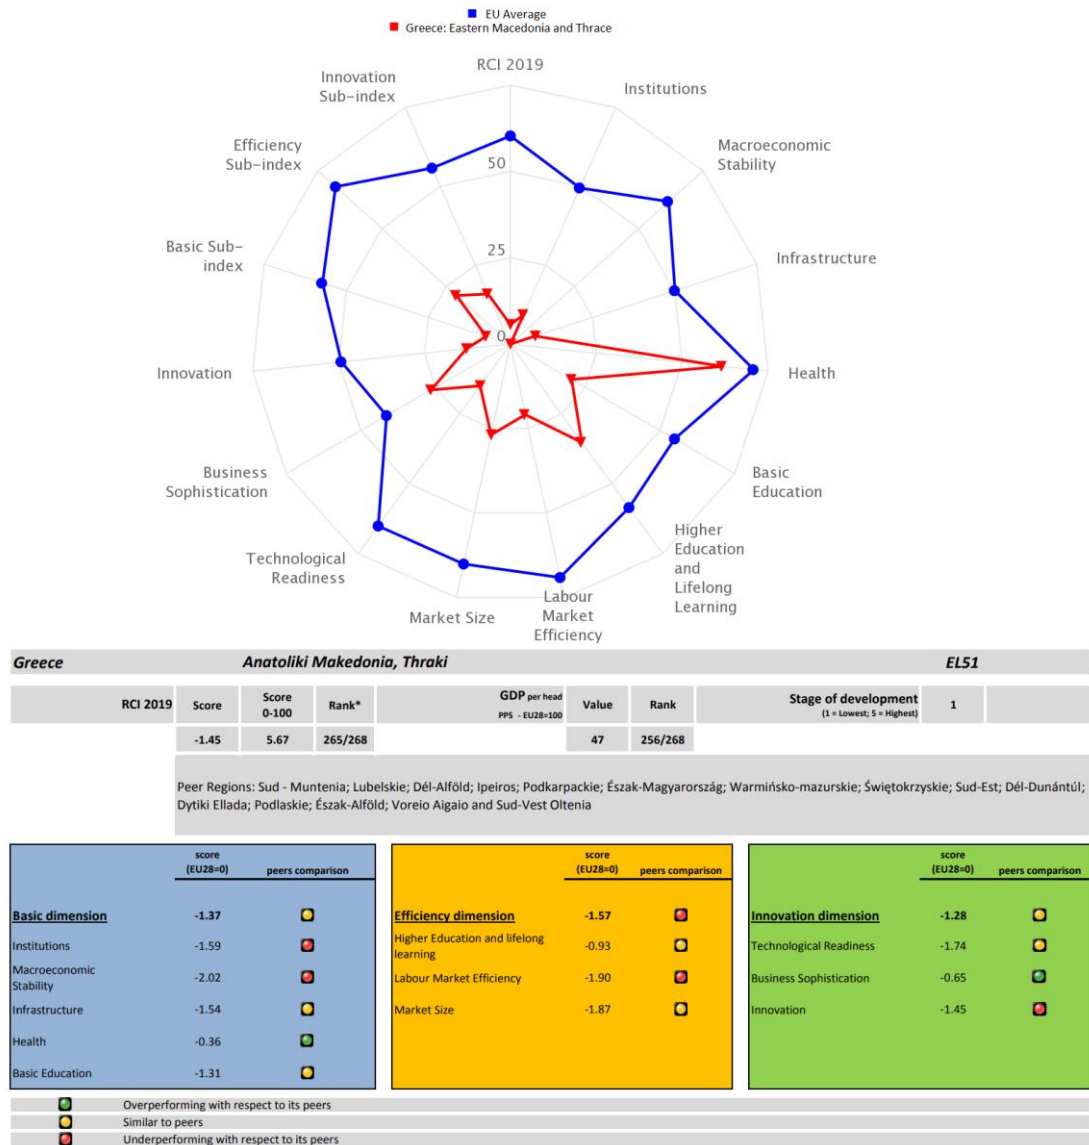 EU Average
Greece: Eastern Macedonia and Thrace
RCI 2019
Innovation
Sub-index
Institutions
Efficiency
Sub-index
Macroeconomic
Stability
50
Basic Sub-
index
Infrastructure
25
0
Innovation
Health
Business
Sophistication
Basic
Education
Technological
Readiness
Higher
Education
and
Lifelong
Learning
Market Size
Labour
Market
Efficiency
Greece Anatoliki Makedonia, Thraki EL51
RCI 2019 Score Score 0-100 Rank* GDP per head PPS - EU28=100 Value Rank Stage of development (1 = Lowest; 5 = Highest) 1
-1.45 5.67 265/268 47 256/268
Peer Regions: Sud - Muntenia; Lubelskie; Dél-Alföld; Ipeiros; Podkarpackie; Észak-Magyarország; Warmińsko-mazurskie; Świętokrzyskie; Sud-Est; Dél-Dunántúl;
Dytiki Ellada; Podlaskie; Észak-Alföld; Voreio Aigaio and Sud-Vest Oltenia
score
(EU28=0) peers comparison
Basic dimension -1.37
Institutions -1.59
Macroeconomic
Stability -2.02
Infrastructure -1.54
Health -0.36
Basic Education -1.31
score
(EU28=0) peers comparison
Efficiency dimension -1.57
Higher Education and lifelong
learning -0.93
Labour Market Efficiency -1.90
Market Size -1.87
score
(EU28=0) peers comparison
Innovation dimension -1.28
Technological Readiness -1.74
Business Sophistication -0.65
Innovation -1.45
Overperforming with respect to its peers
Similar to peers
Underperforming with respect to its peers